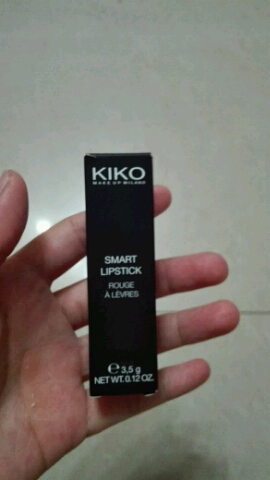 KIKO
MAKE UP MILANO
SMART
LIPSTICK
ROUGE
À LÈVRES
℮ 3,5 g
NET WT. 0.12 OZ.